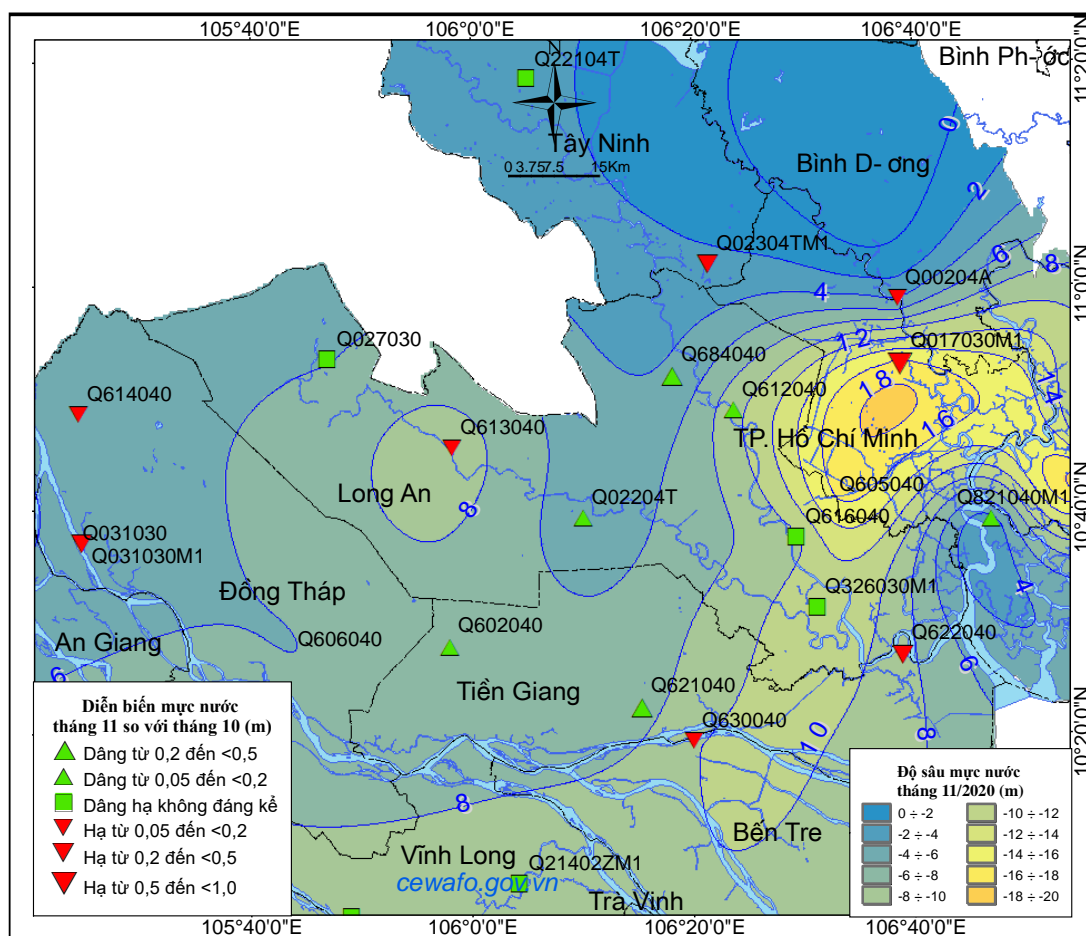 105°40'0"E 106°0'0"E 106°20'0"E 106°40'0"E
Bình Ph-ớc
11°20'0"N
Q22104T
N
Tây Ninh
0 3.757.5 15Km
Bình D- ơng
0
2
Q02304TM1
6
8
Q00204A
4
11°0'0"N
Q027030
12
Q017030M1
Q684040
14
Q614040
18
Q612040
Q613040
16
TP. Hồ Chí Minh
Long An
8
Q605040
Q02204T
Q821040M1
Q616040
10°40'0"N
Q031030
Q031030M1
Đồng Tháp
Q326030M1
4
Q606040
Q602040
Q622040
An Giang
6
6
Tiền Giang
Q621040
Q630040
10
8
10°20'0"N
8
Bến Tre
Vĩnh Long
Q21402ZM1
cewafo.gov.vn
Trà Vinh
Diễn biến mực nước
tháng 11 so với tháng 10 (m)
Dâng từ 0,2 đến <0,5
Dâng từ 0,05 đến <0,2
Dâng hạ không đáng kể
Hạ từ 0,05 đến <0,2
Hạ từ 0,2 đến <0,5
Hạ từ 0,5 đến <1,0
Độ sâu mực nước
tháng 11/2020 (m)
0 ÷ -2
-2 ÷ -4
-4 ÷ -6
-6 ÷ -8
-8 ÷ -10
-10 ÷ -12
-12 ÷ -14
-14 ÷ -16
-16 ÷ -18
-18 ÷ -20
105°40'0"E 106°0'0"E 106°20'0"E 106°40'0"E